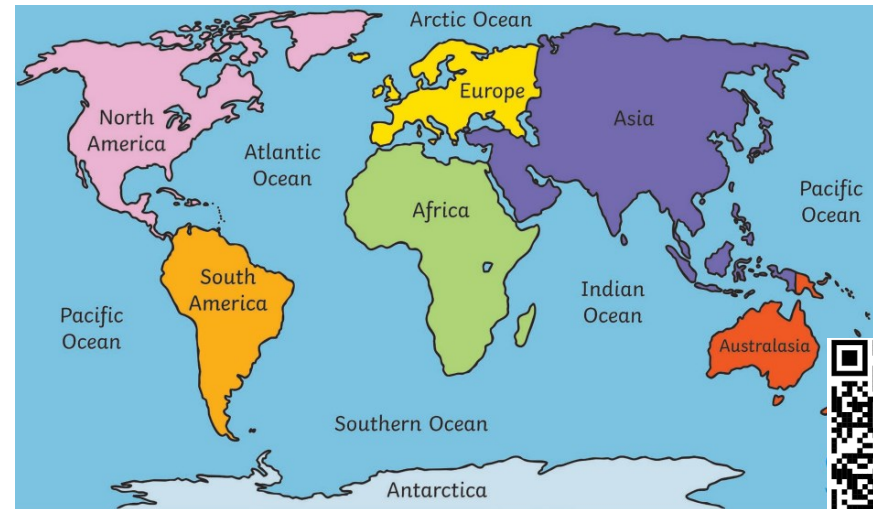 Arctic Ocean
North
America
Europe
Asia
Atlantic
Ocean
Pacific
Ocean
Africa
South
America
Indian
Ocean
Pacific
Ocean
Australasia
Southern Ocean
Antarctica